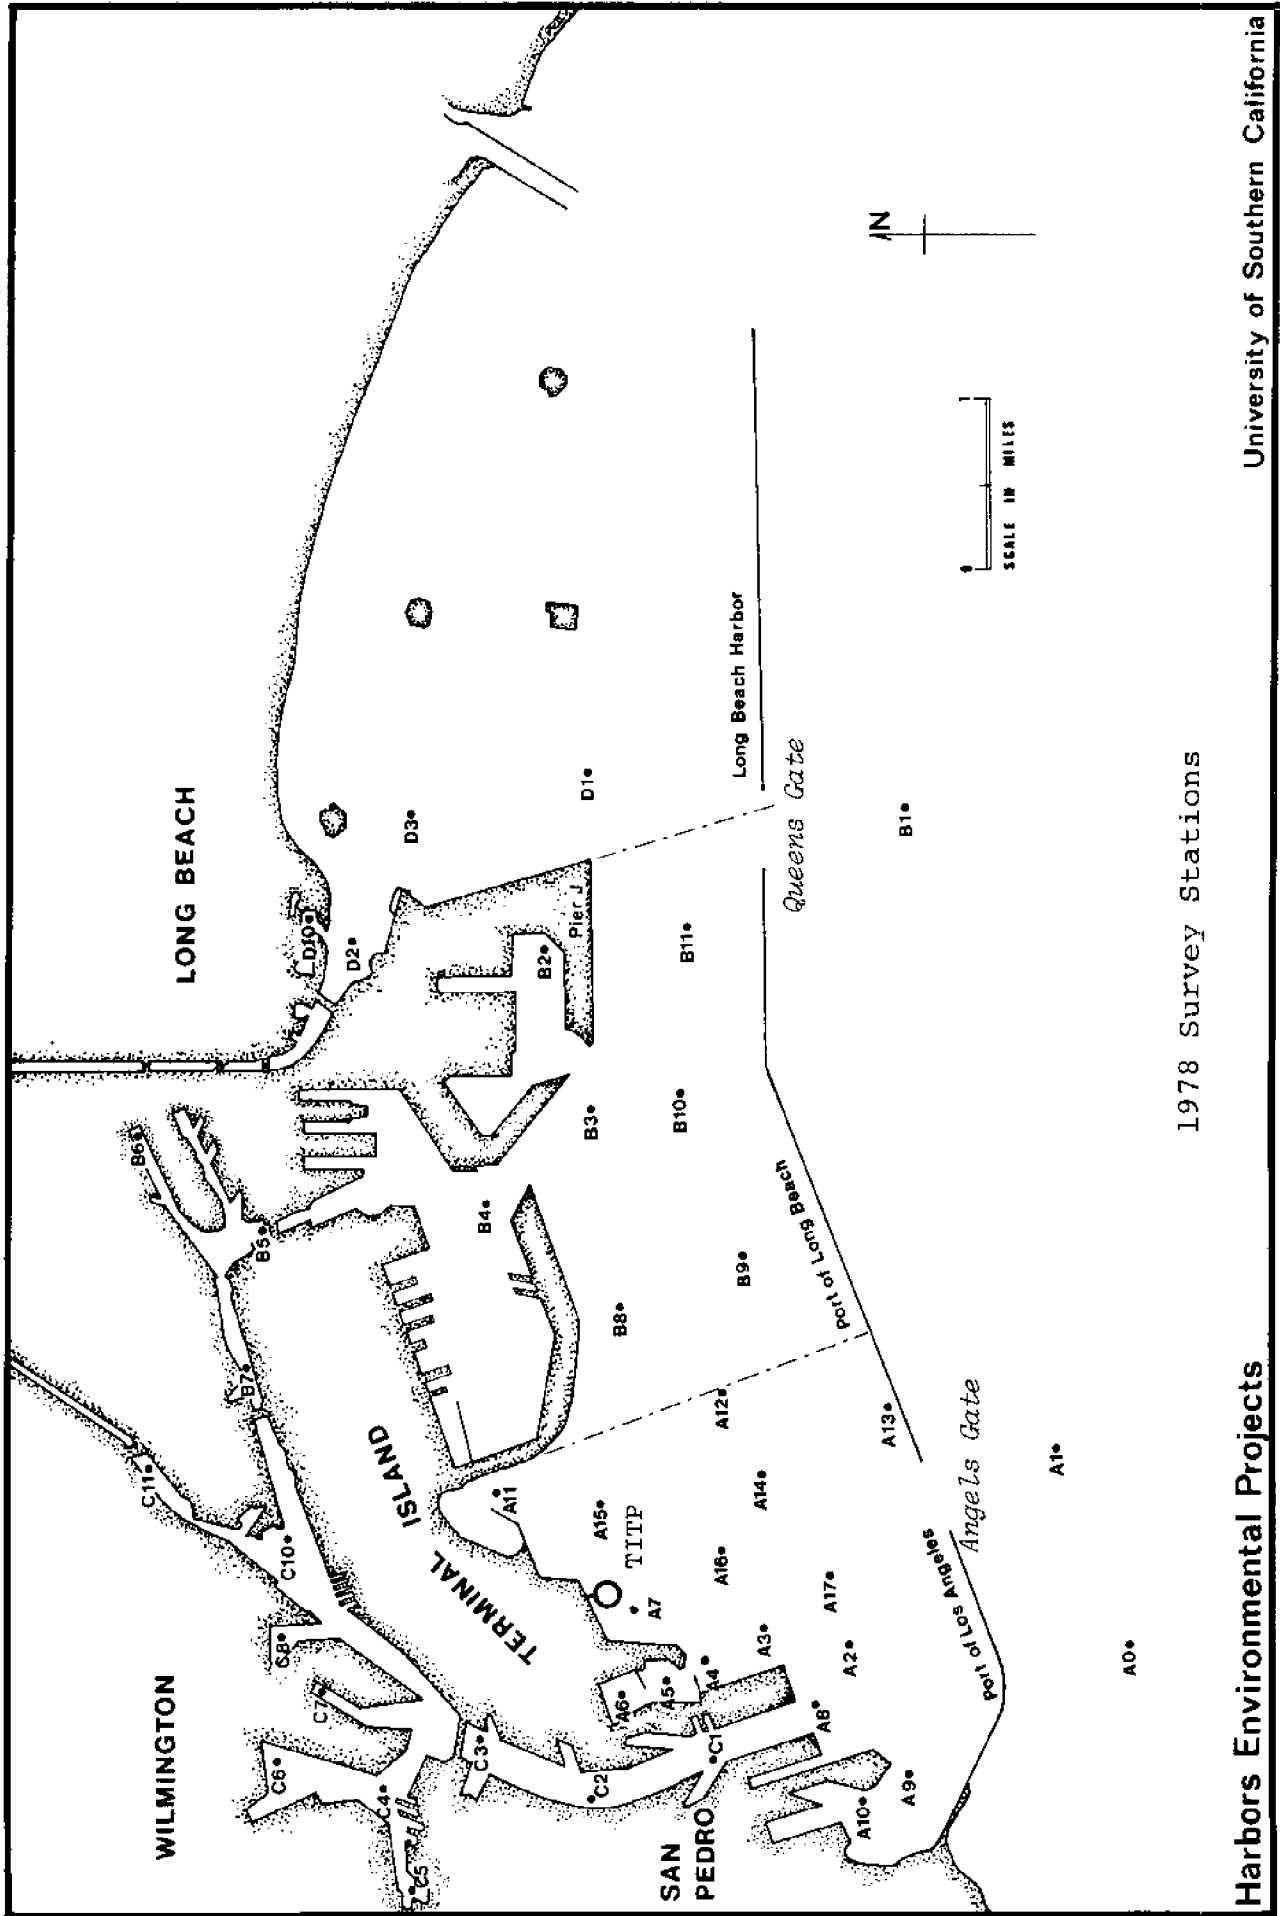 WILMINGTON
LONG BEACH
SAN
PEDRO
TERMINAL
ISLAND
C5
C4
C6
C7
C8
C3
C2
C1
C10
C11
B7
B5
B6
B4
B3
B2
Pier J
D10
D2
D3
D1
A6
A5
A4
A7
TITP
A15
A11
A16
A14
A12
A3
A17
A2
A8
A10
A9
A13
B8
B9
B10
B11
Port of Los Angeles
Angels Gate
Port of Long Beach
Queens Gate
Long Beach Harbor
A0
A1
B1
N
SCALE IN MILES
1978 Survey Stations
Harbors Environmental Projects
University of Southern California